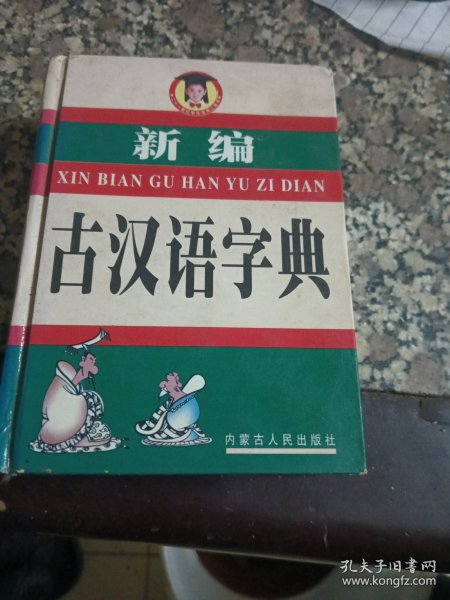 新编
XIN BIAN GU HAN YU ZI DIAN
古汉语字典
内蒙古人民出版社
孔夫子旧书网
www.kongfz.com